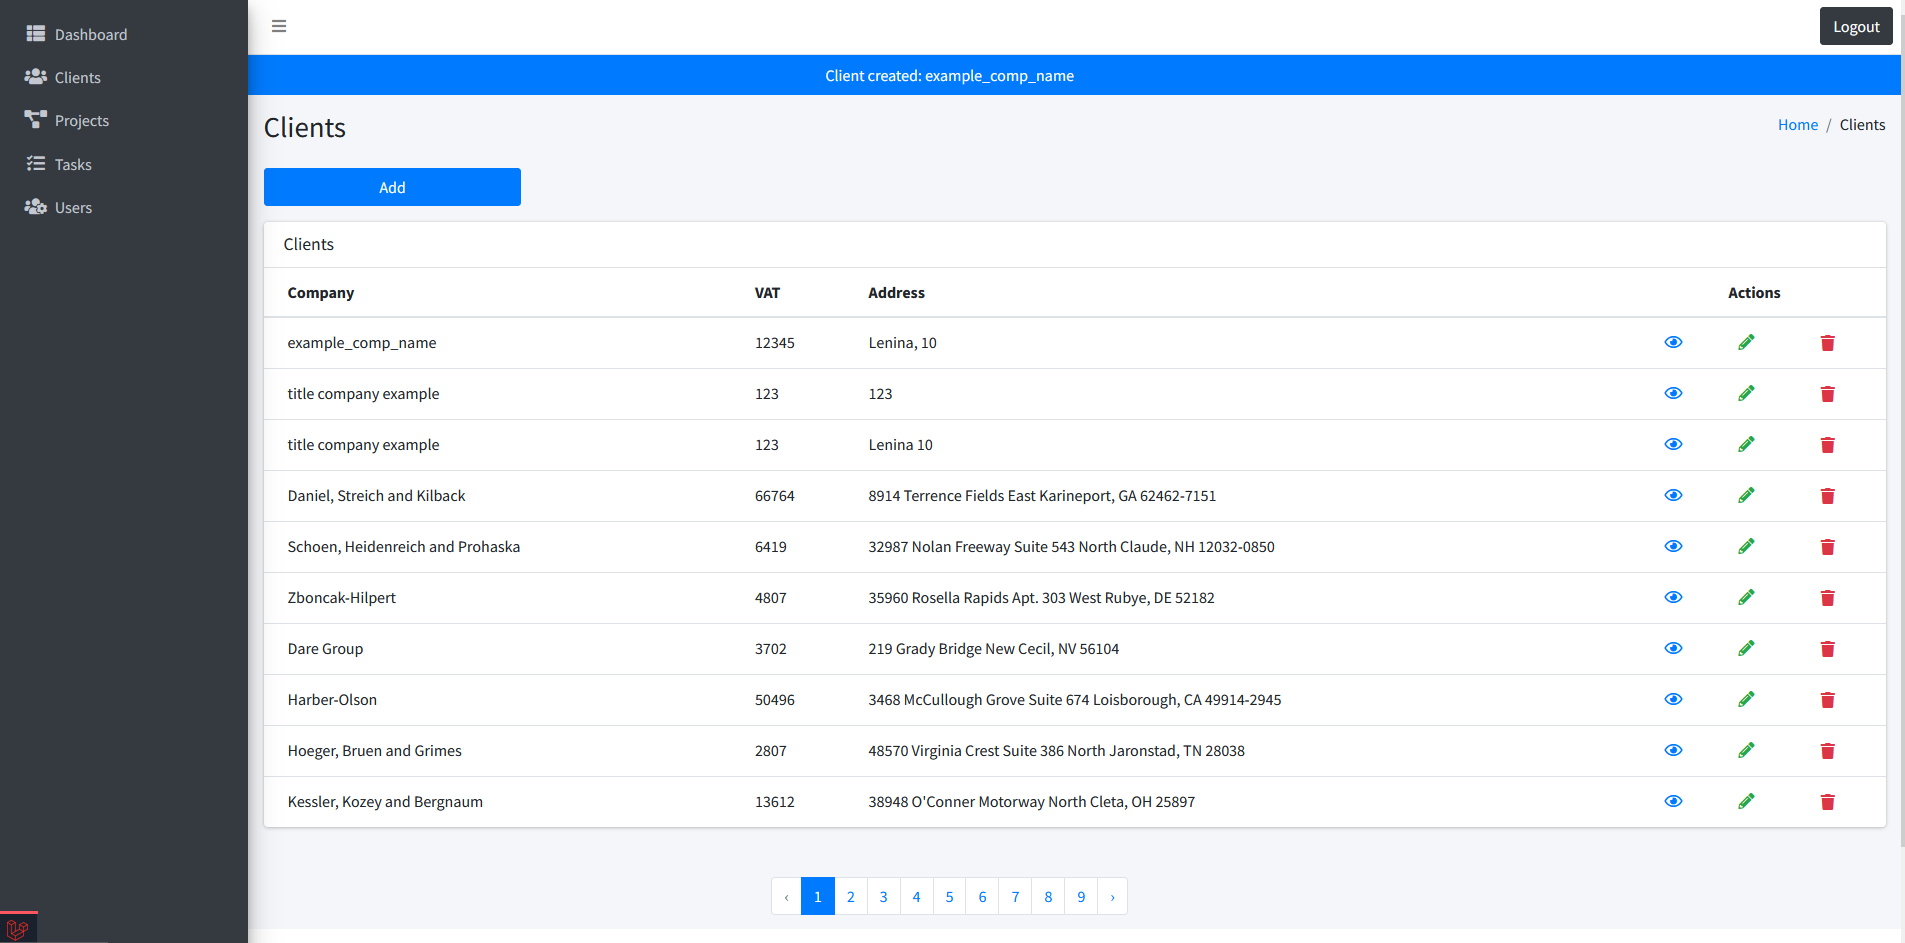 Dashboard
Clients
Projects
Tasks
Users
Logout
Client created: example_comp_name
Clients
Home / Clients
Add
Clients
Company VAT Address Actions
example_comp_name 12345 Lenina, 10
title company example 123 123
title company example 123 Lenina 10
Daniel, Streich and Kilback 66764 8914 Terrence Fields East Karineport, GA 62462-7151
Schoen, Heidenreich and Prohaska 6419 32987 Nolan Freeway Suite 543 North Claude, NH 12032-0850
Zboncak-Hilpert 4807 35960 Rosella Rapids Apt. 303 West Rubye, DE 52182
Dare Group 3702 219 Grady Bridge New Cecil, NV 56104
Harber-Olson 50496 3468 McCullough Grove Suite 674 Loisborough, CA 49914-2945
Hoeger, Bruen and Grimes 2807 48570 Virginia Crest Suite 386 North Jaronstad, TN 28038
Kessler, Kozey and Bergnaum 13612 38948 O'Conner Motorway North Cleta, OH 25897
‹ 1 2 3 4 5 6 7 8 9 ›